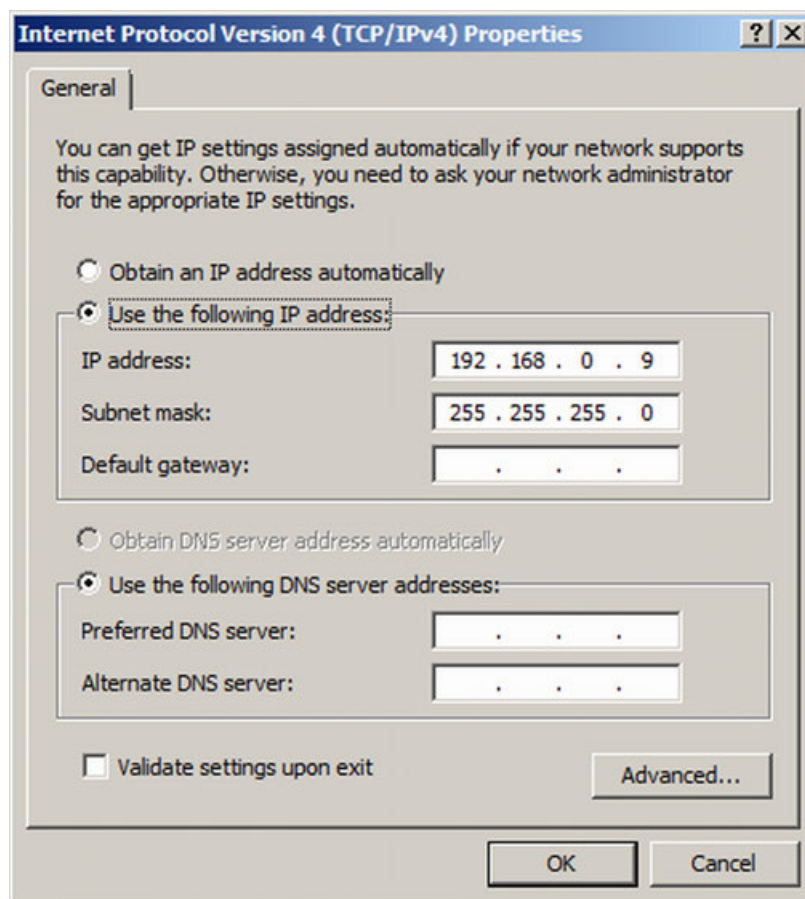 Internet Protocol Version 4 (TCP/IPv4) Properties ? X
General
You can get IP settings assigned automatically if your network supports
this capability. Otherwise, you need to ask your network administrator
for the appropriate IP settings.
Obtain an IP address automatically
Use the following IP address:
IP address: 192 . 168 . 0 . 9
Subnet mask: 255 . 255 . 255 . 0
Default gateway: . . .
Obtain DNS server address automatically
Use the following DNS server addresses:
Preferred DNS server: . . .
Alternate DNS server: . . .
Validate settings upon exit
Advanced...
OK Cancel